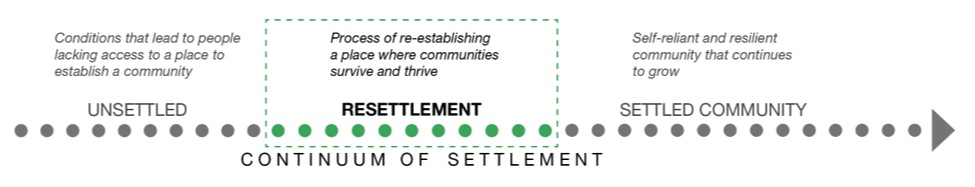 Conditions that lead to people
lacking access to a place to
establish a community
UNSETTLED
Process of re-establishing
a place where communities
survive and thrive
RESETTLEMENT
Self-reliant and resilient
community that continues
to grow
SETTLED COMMUNITY
CONTINUUM OF SETTLEMENT